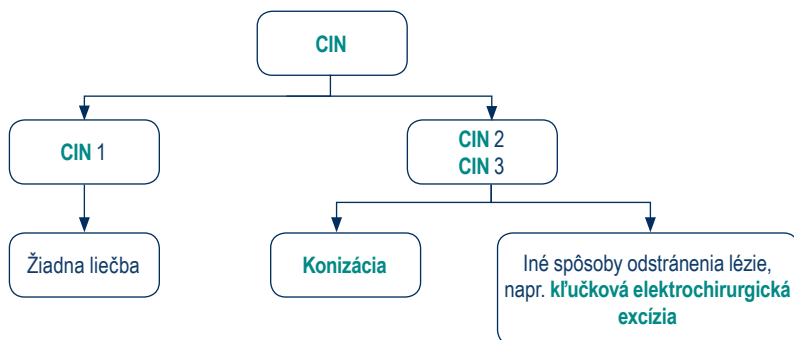 CIN
CIN 1
CIN 2
CIN 3
Žiadna liečba
Konizácia
Iné spôsoby odstránenia lézie,
napr. kľučková elektrochirurgická
excízia